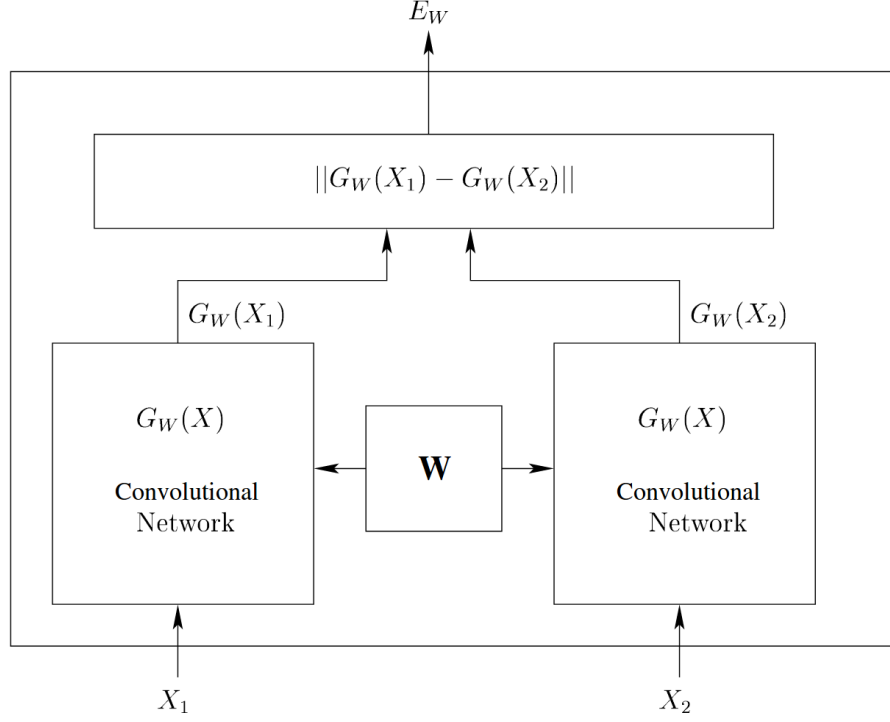 E_W
||G_W(X_1) − G_W(X_2)||
G_W(X_1)
G_W(X_2)
G_W(X)
Convolutional
Network
W
G_W(X)
Convolutional
Network
X_1
X_2